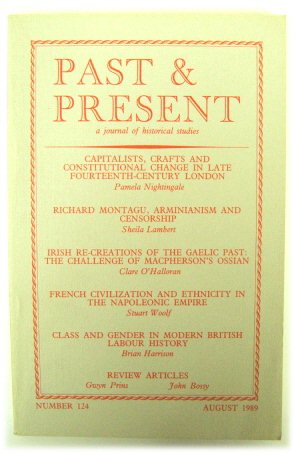 PAST &
PRESENT
a journal of historical studies
CAPITALISTS, CRAFTS AND
CONSTITUTIONAL CHANGE IN LATE
FOURTEENTH-CENTURY LONDON
Pamela Nightingale
RICHARD MONTAGU, ARMINIANISM AND
CENSORSHIP
Sheila Lambert
IRISH RE-CREATIONS OF THE GAELIC PAST:
THE CHALLENGE OF MACPHERSON'S OSSIAN
Clare O'Halloran
FRENCH CIVILIZATION AND ETHNICITY IN
THE NAPOLEONIC EMPIRE
Stuart Woolf
CLASS AND GENDER IN MODERN BRITISH
LABOUR HISTORY
Brian Harrison
REVIEW ARTICLES
Gwyn Prins John Bossy
NUMBER 124 AUGUST 1989